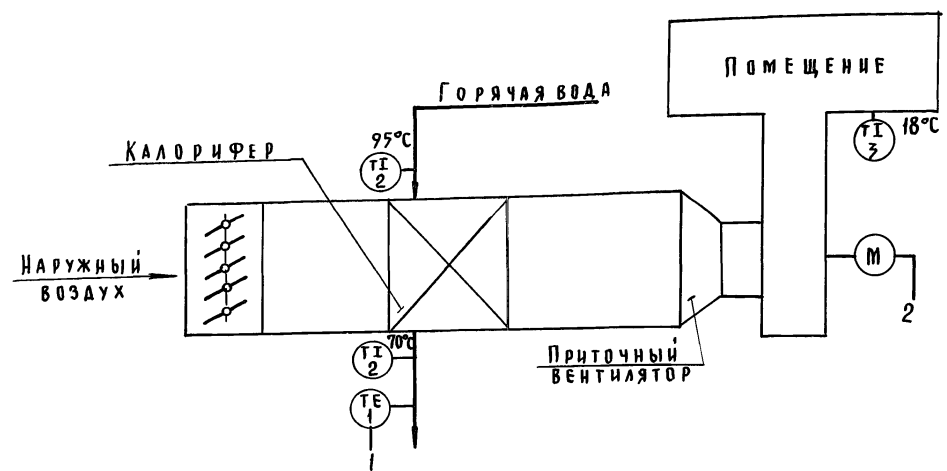 ПОМЕЩЕНИЕ
ГОРЯЧАЯ ВОДА
95°C
TI
2
КАЛОРИФЕР
TI
3
18°C
НАРУЖНЫЙ
ВОЗДУХ
M
2
70°C
TI
2
ПРИТОЧНЫЙ
ВЕНТИЛЯТОР
TE
1
1